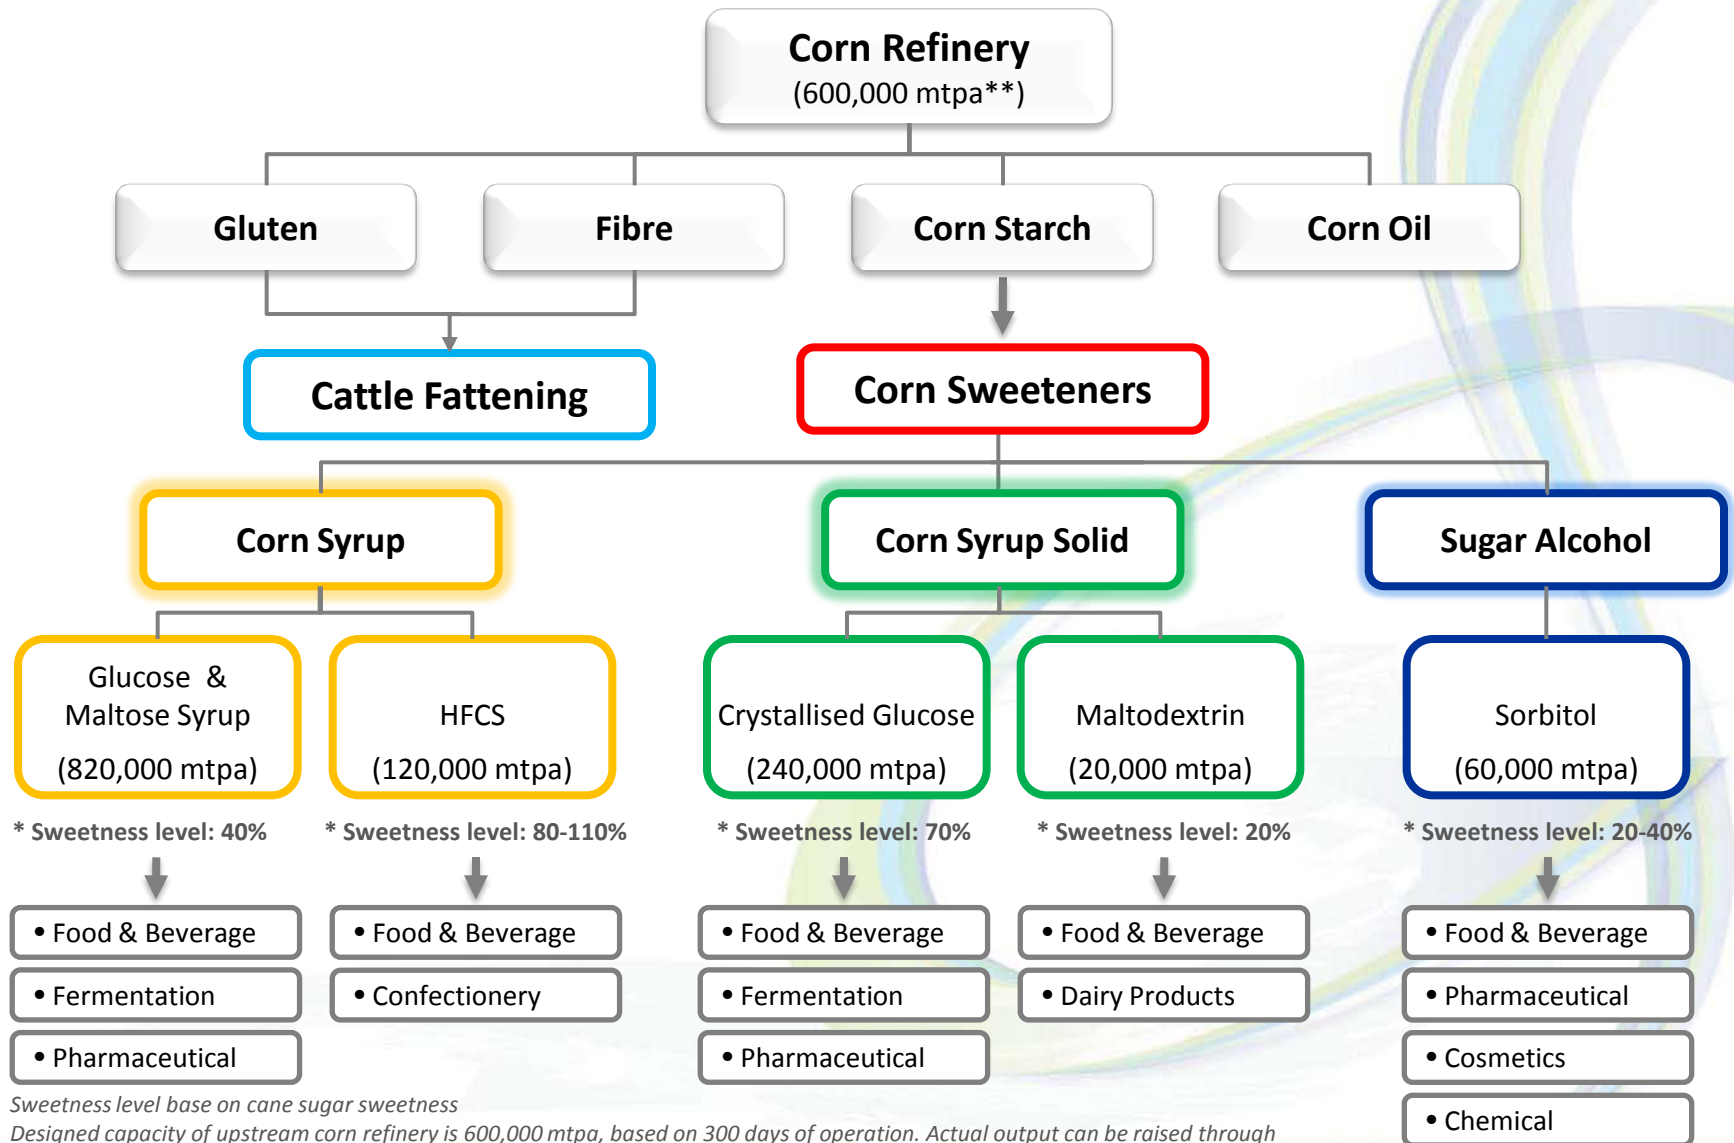 Corn Refinery
(600,000 mtpa**)
Gluten
Fibre
Corn Starch
Corn Oil
Cattle Fattening
Corn Sweeteners
Corn Syrup
Corn Syrup Solid
Sugar Alcohol
Glucose &
Maltose Syrup
(820,000 mtpa)
HFCS
(120,000 mtpa)
Crystallised Glucose
(240,000 mtpa)
Maltodextrin
(20,000 mtpa)
Sorbitol
(60,000 mtpa)
* Sweetness level: 40%
* Sweetness level: 80-110%
* Sweetness level: 70%
* Sweetness level: 20%
* Sweetness level: 20-40%
• Food & Beverage
• Fermentation
• Pharmaceutical
• Food & Beverage
• Confectionery
• Food & Beverage
• Fermentation
• Pharmaceutical
• Food & Beverage
• Dairy Products
• Food & Beverage
• Pharmaceutical
• Cosmetics
• Chemical
Sweetness level base on cane sugar sweetness
Designed capacity of upstream corn refinery is 600,000 mtpa, based on 300 days of operation. Actual output can be raised through